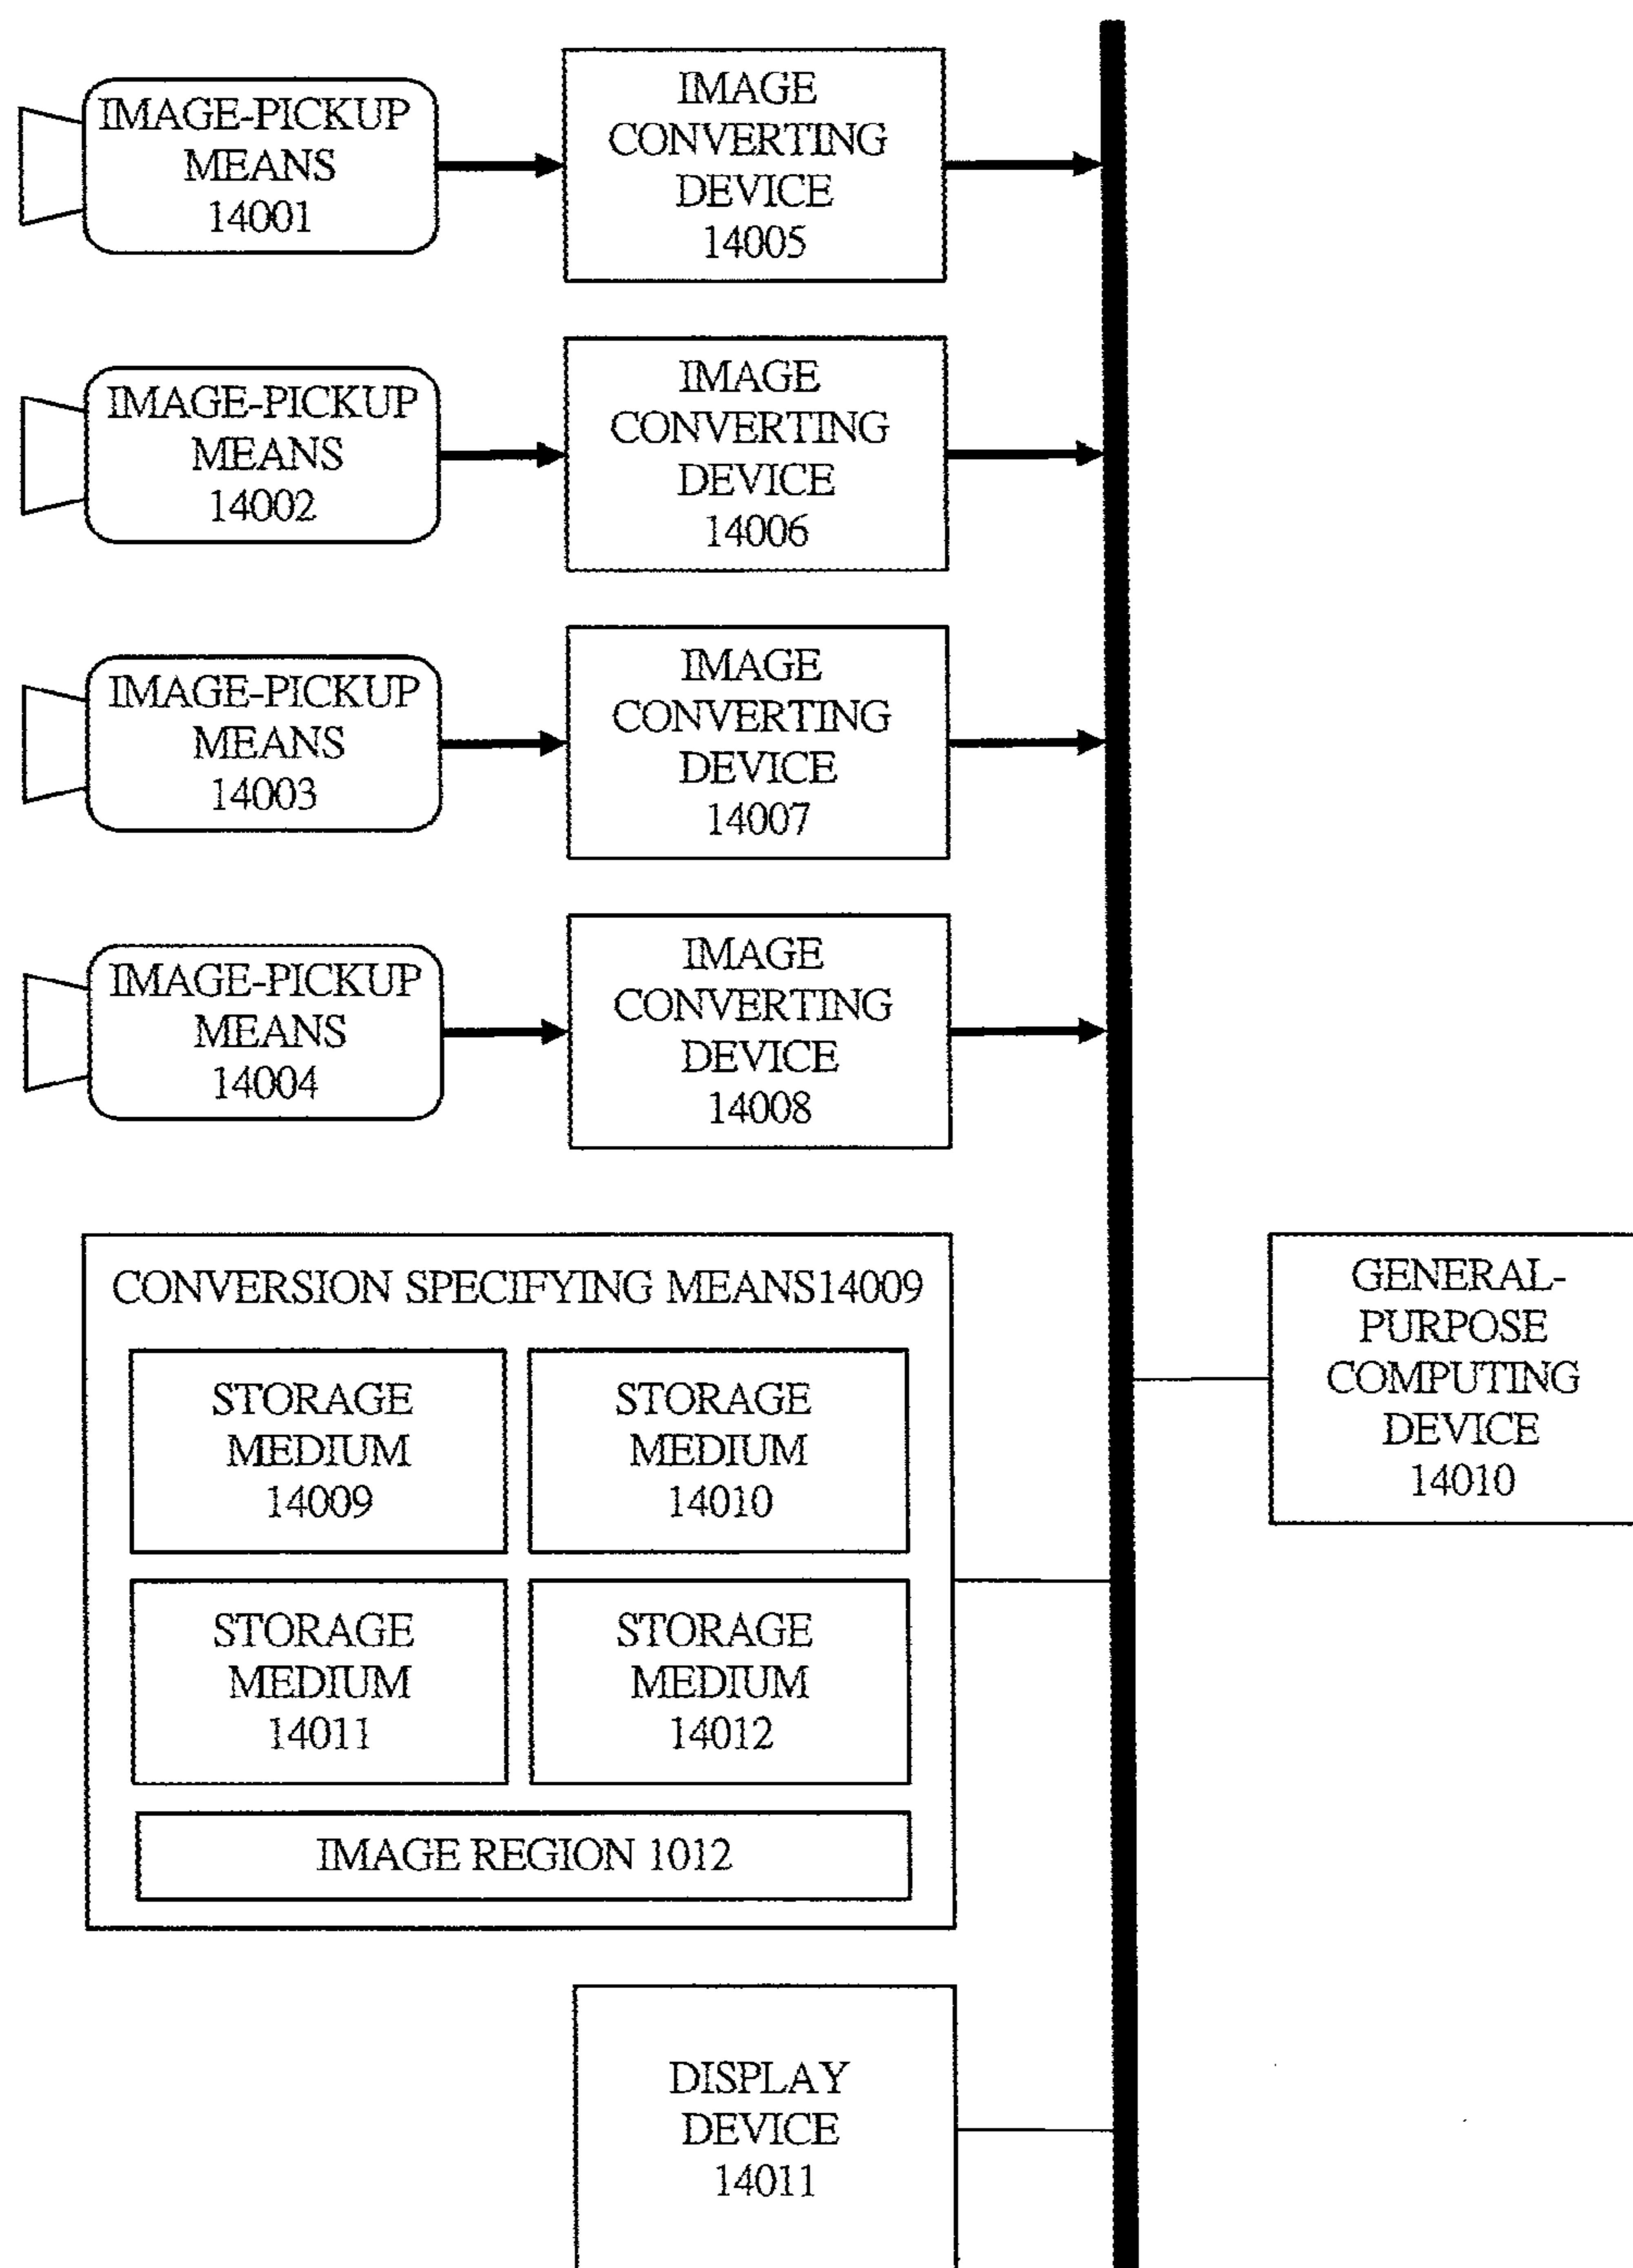 IMAGE-PICKUP
MEANS
14001
IMAGE
CONVERTING
DEVICE
14005
IMAGE-PICKUP
MEANS
14002
IMAGE
CONVERTING
DEVICE
14006
IMAGE-PICKUP
MEANS
14003
IMAGE
CONVERTING
DEVICE
14007
IMAGE-PICKUP
MEANS
14004
IMAGE
CONVERTING
DEVICE
14008
CONVERSION SPECIFYING MEANS14009
STORAGE
MEDIUM
14009
STORAGE
MEDIUM
14010
STORAGE
MEDIUM
14011
STORAGE
MEDIUM
14012
IMAGE REGION 1012
GENERAL-
PURPOSE
COMPUTING
DEVICE
14010
DISPLAY
DEVICE
14011